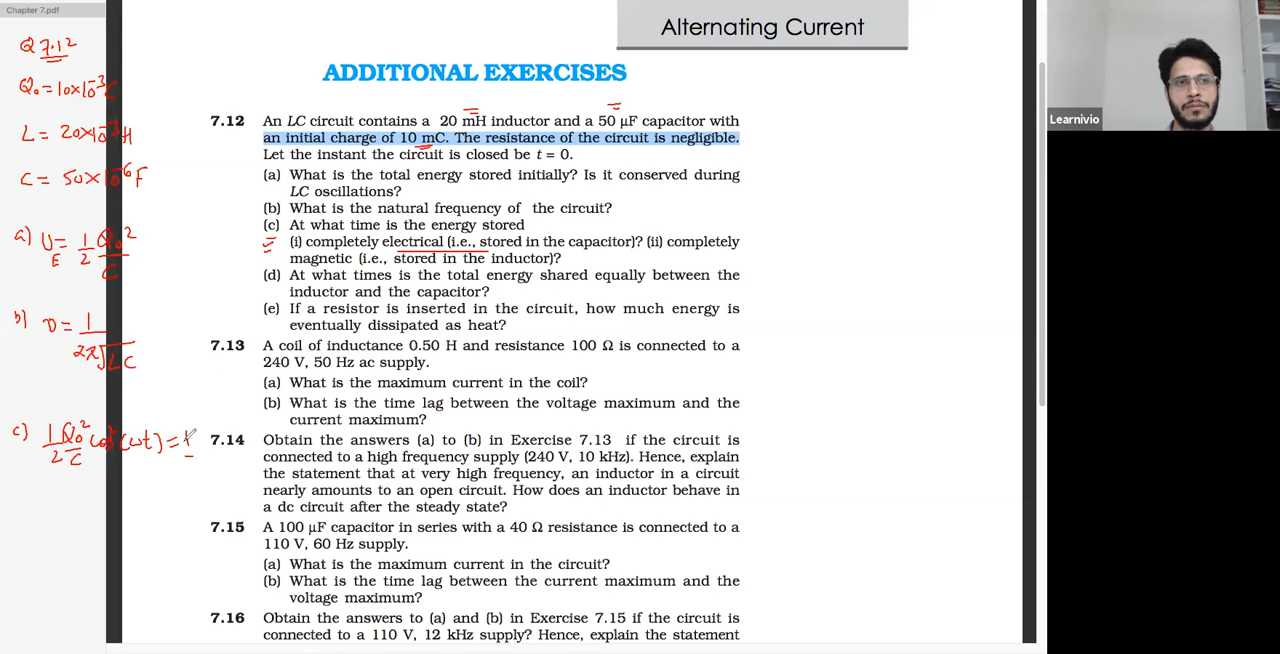 Chapter 7.pdf
Alternating Current
Q 7.12
Q₀ = 10×10⁻³C
L = 20×10⁻³H
C = 50×10⁻⁶F
a) U_E = 1/2 Q₀²/C
b) ν = 1/2π√LC
c) 1/2 Q₀²/C cos²(ωt) = 1
ADDITIONAL EXERCISES
7.12 An LC circuit contains a 20 mH inductor and a 50 μF capacitor with
an initial charge of 10 mC. The resistance of the circuit is negligible.
Let the instant the circuit is closed be t = 0.
(a) What is the total energy stored initially? Is it conserved during
LC oscillations?
(b) What is the natural frequency of the circuit?
(c) At what time is the energy stored
(i) completely electrical (i.e., stored in the capacitor)? (ii) completely
magnetic (i.e., stored in the inductor)?
(d) At what times is the total energy shared equally between the
inductor and the capacitor?
(e) If a resistor is inserted in the circuit, how much energy is
eventually dissipated as heat?
7.13 A coil of inductance 0.50 H and resistance 100 Ω is connected to a
240 V, 50 Hz ac supply.
(a) What is the maximum current in the coil?
(b) What is the time lag between the voltage maximum and the
current maximum?
7.14 Obtain the answers (a) to (b) in Exercise 7.13 if the circuit is
connected to a high frequency supply (240 V, 10 kHz). Hence, explain
the statement that at very high frequency, an inductor in a circuit
nearly amounts to an open circuit. How does an inductor behave in
a dc circuit after the steady state?
7.15 A 100 μF capacitor in series with a 40 Ω resistance is connected to a
110 V, 60 Hz supply.
(a) What is the maximum current in the circuit?
(b) What is the time lag between the current maximum and the
voltage maximum?
7.16 Obtain the answers to (a) and (b) in Exercise 7.15 if the circuit is
connected to a 110 V, 12 kHz supply? Hence, explain the statement
Learnivio